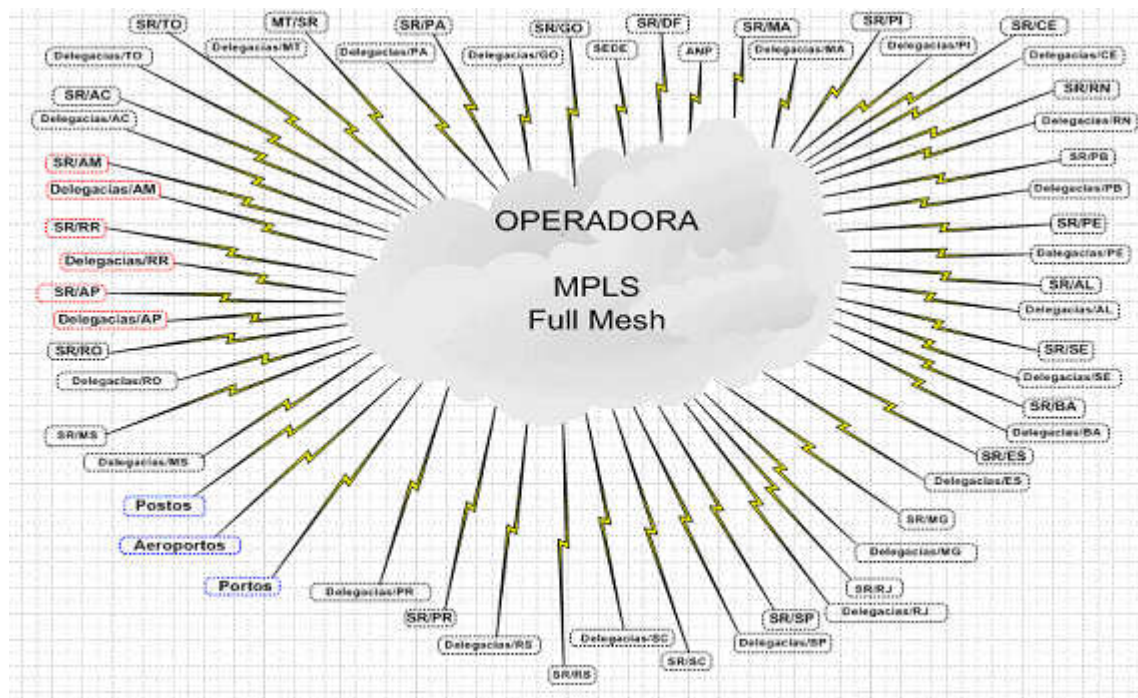 SR/TO
MT/SR
SR/PA
SR/GO
SR/DF
SR/MA
SR/PI
SR/CE
Delegacias/TO
Delegacias/MT
Delegacias/PA
Delegacias/GO
SEDE
ANP
Delegacias/MA
Delegacias/PI
Delegacias/CE
SR/AC
SR/RN
Delegacias/AC
Delegacias/RN
SR/AM
SR/PB
Delegacias/AM
Delegacias/PB
SR/RR
SR/PE
Delegacias/RR
Delegacias/PE
SR/AP
SR/AL
Delegacias/AP
Delegacias/AL
SR/RO
SR/SE
Delegacias/RO
Delegacias/SE
SR/MS
SR/BA
Delegacias/MS
Delegacias/BA
SR/ES
Delegacias/ES
OPERADORA
MPLS
Full Mesh
Postos
SR/MG
Aeroportos
Delegacias/MG
Portos
SR/RJ
Delegacias/PR
Delegacias/RJ
SR/PR
SR/SP
Delegacias/RS
Delegacias/SC
Delegacias/SP
SR/RS
SR/SC